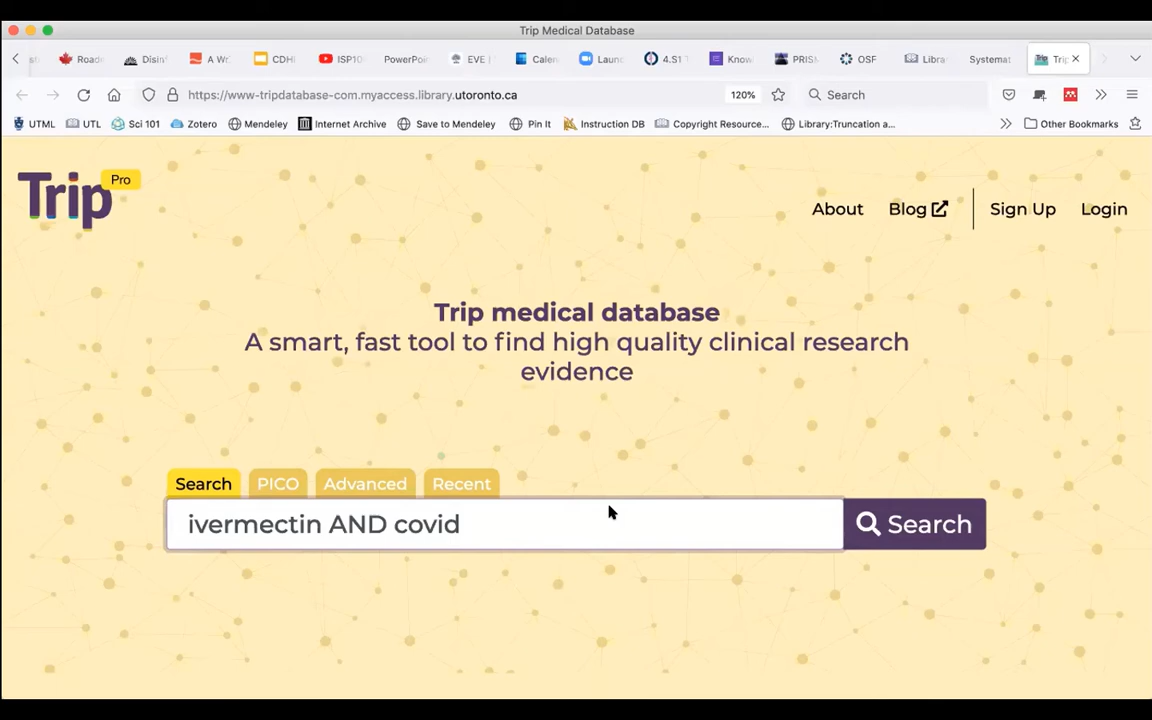 Trip Medical Database
Roadi Disin A Wr CDHI ISP10 PowerPoi EVE Calen Laun 4.S1 T Know PRISM OSF Libra Systemat Trip
https://www-tripdatabase-com.myaccess.library.utoronto.ca 120% Search
UTML UTL Sci 101 Zotero Mendeley Internet Archive Save to Mendeley Pin It Instruction DB Copyright Resource... Library:Truncation a... Other Bookmarks
Trip Pro
About Blog Sign Up Login
Trip medical database
A smart, fast tool to find high quality clinical research
evidence
Search PICO Advanced Recent
ivermectin AND covid Search